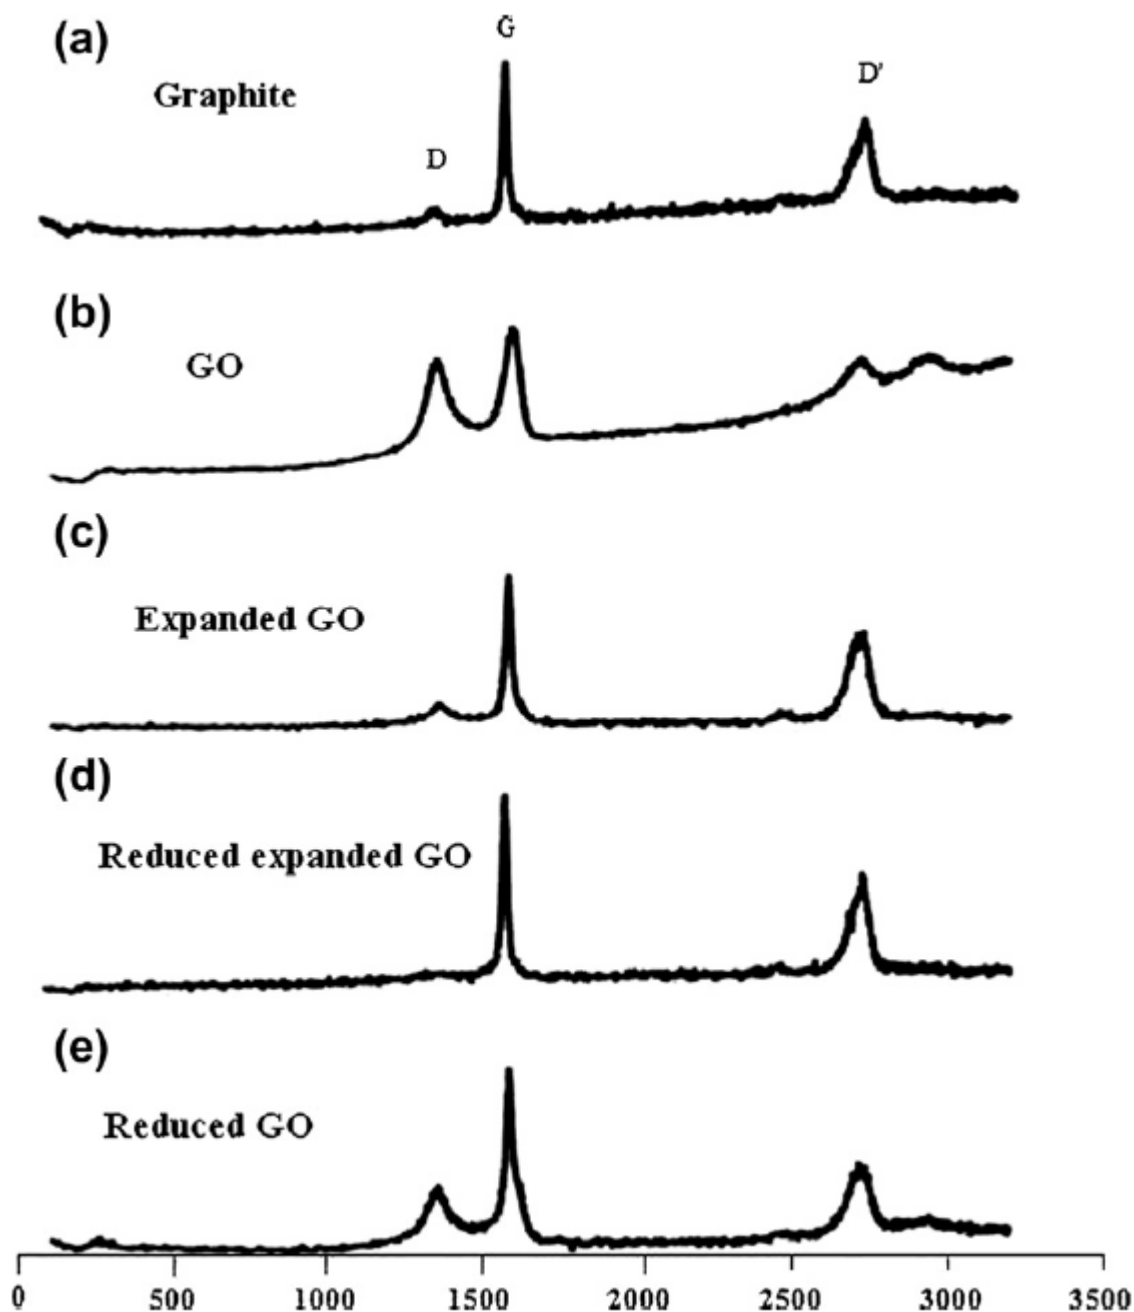 (a)
G
Graphite
D'
D
(b)
GO
(c)
Expanded GO
(d)
Reduced expanded GO
(e)
Reduced GO
0 500 1000 1500 2000 2500 3000 3500